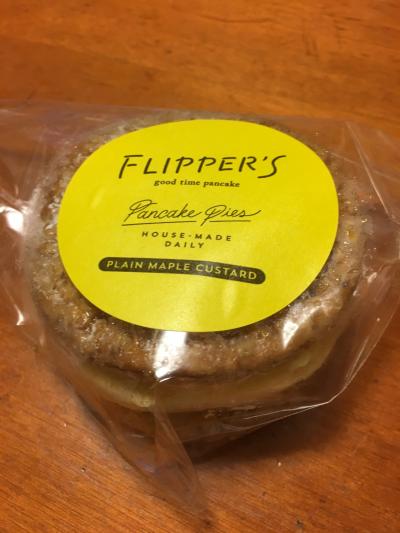 FLIPPER'S
good time pancake
Pancake Pies
HOUSE-MADE
DAILY
PLAIN MAPLE CUSTARD